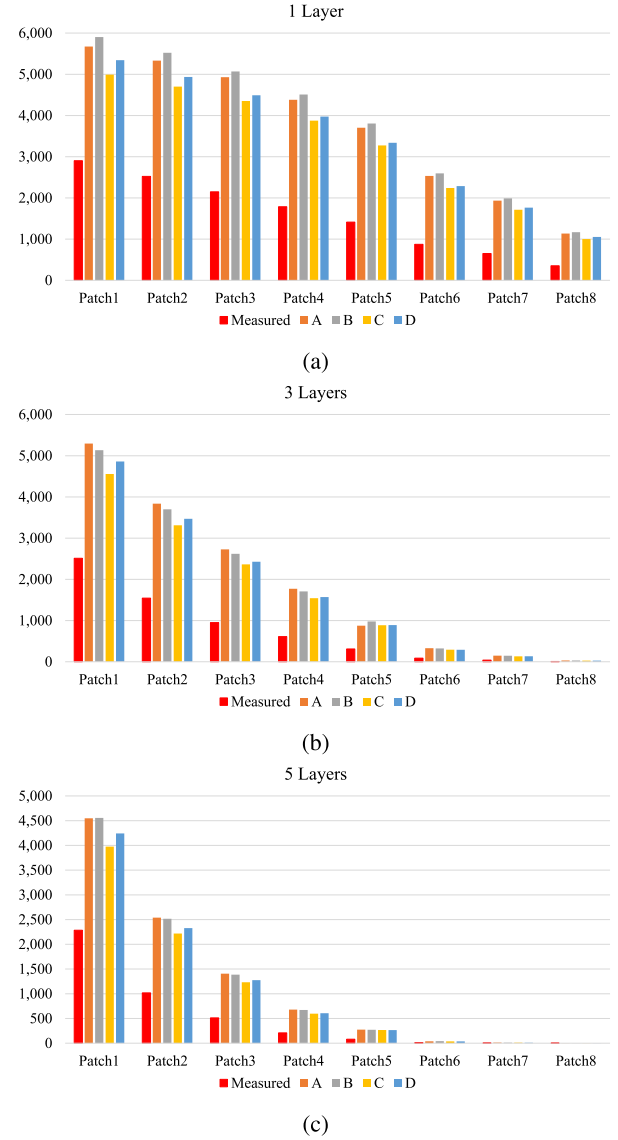 1 Layer
6,000
5,000
4,000
3,000
2,000
1,000
0
Patch1 Patch2 Patch3 Patch4 Patch5 Patch6 Patch7 Patch8
Measured A B C D
(a)
3 Layers
6,000
5,000
4,000
3,000
2,000
1,000
0
Patch1 Patch2 Patch3 Patch4 Patch5 Patch6 Patch7 Patch8
Measured A B C D
(b)
5 Layers
5,000
4,500
4,000
3,500
3,000
2,500
2,000
1,500
1,000
500
0
Patch1 Patch2 Patch3 Patch4 Patch5 Patch6 Patch7 Patch8
Measured A B C D
(c)